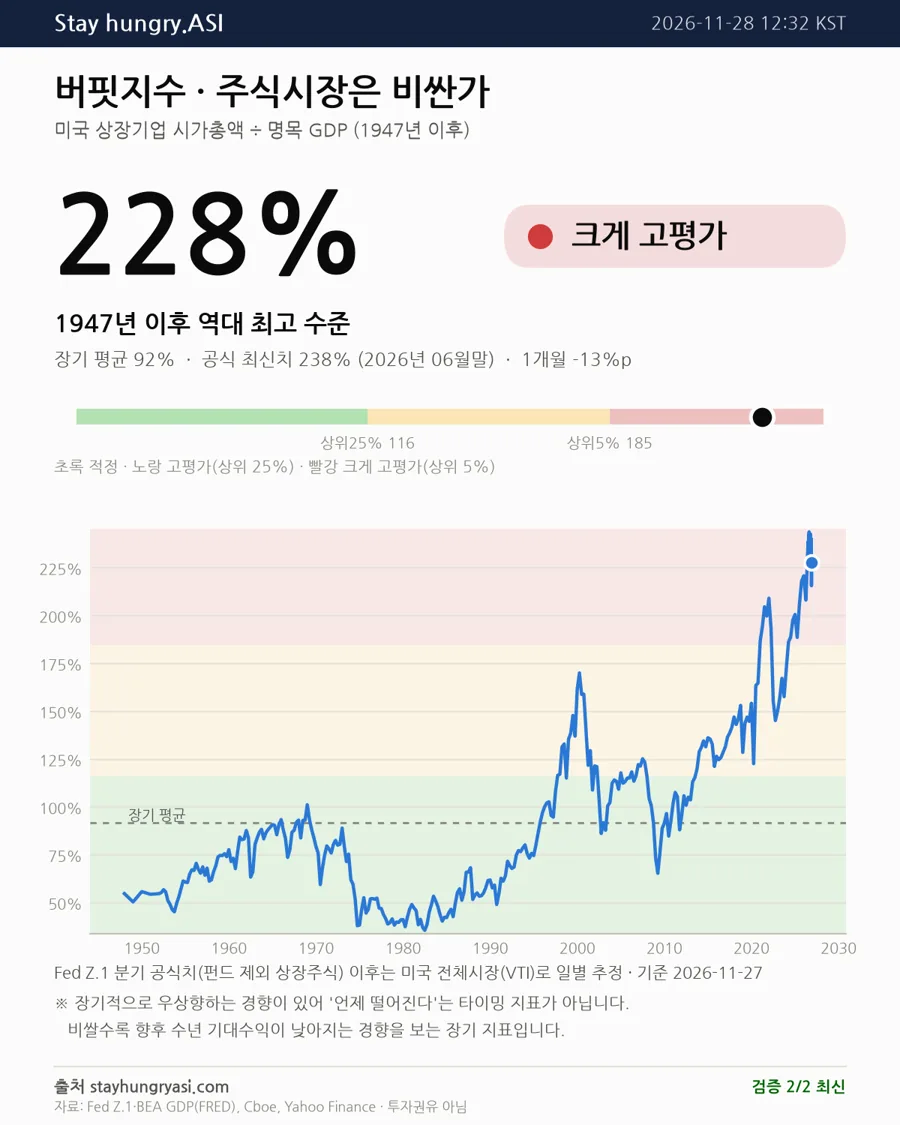 Stay hungry.ASI 2026-11-28 12:32 KST
버핏지수 · 주식시장은 비싼가
미국 상장기업 시가총액 ÷ 명목 GDP (1947년 이후)
228% 크게 고평가
1947년 이후 역대 최고 수준
장기 평균 92% · 공식 최신치 238% (2026년 06월말) · 1개월 -13%p
상위25% 116 상위5% 185
초록 적정 · 노랑 고평가(상위 25%) · 빨강 크게 고평가(상위 5%)
225%
200%
175%
150%
125%
100%
장기 평균
75%
50%
1950 1960 1970 1980 1990 2000 2010 2020 2030
Fed Z.1 분기 공식치(펀드 제외 상장주식) 이후는 미국 전체시장(VTI)로 일별 추정 · 기준 2026-11-27
※ 장기적으로 우상향하는 경향이 있어 '언제 떨어진다'는 타이밍 지표가 아닙니다.
비쌀수록 향후 수년 기대수익이 낮아지는 경향을 보는 장기 지표입니다.
출처 stayhungryasi.com 검증 2/2 최신
자료: Fed Z.1·BEA GDP(FRED), Cboe, Yahoo Finance · 투자권유 아님